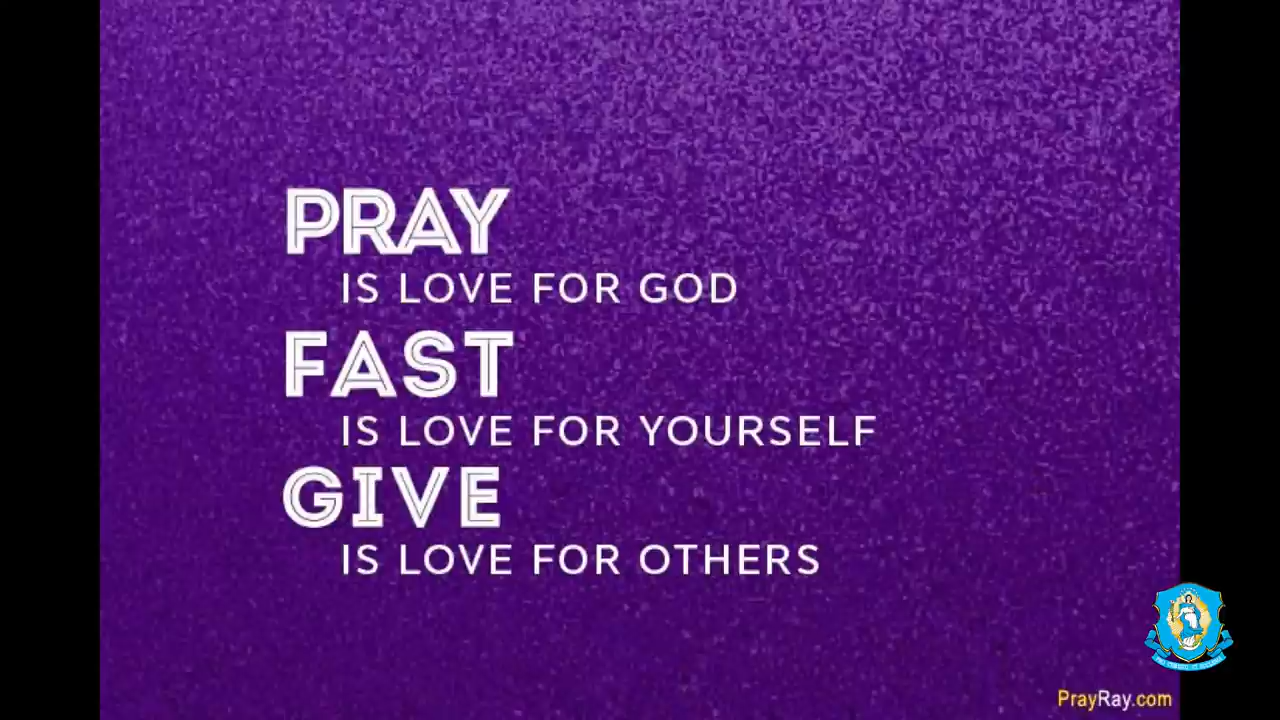 PRAY
IS LOVE FOR GOD
FAST
IS LOVE FOR YOURSELF
GIVE
IS LOVE FOR OTHERS
PrayRay.com